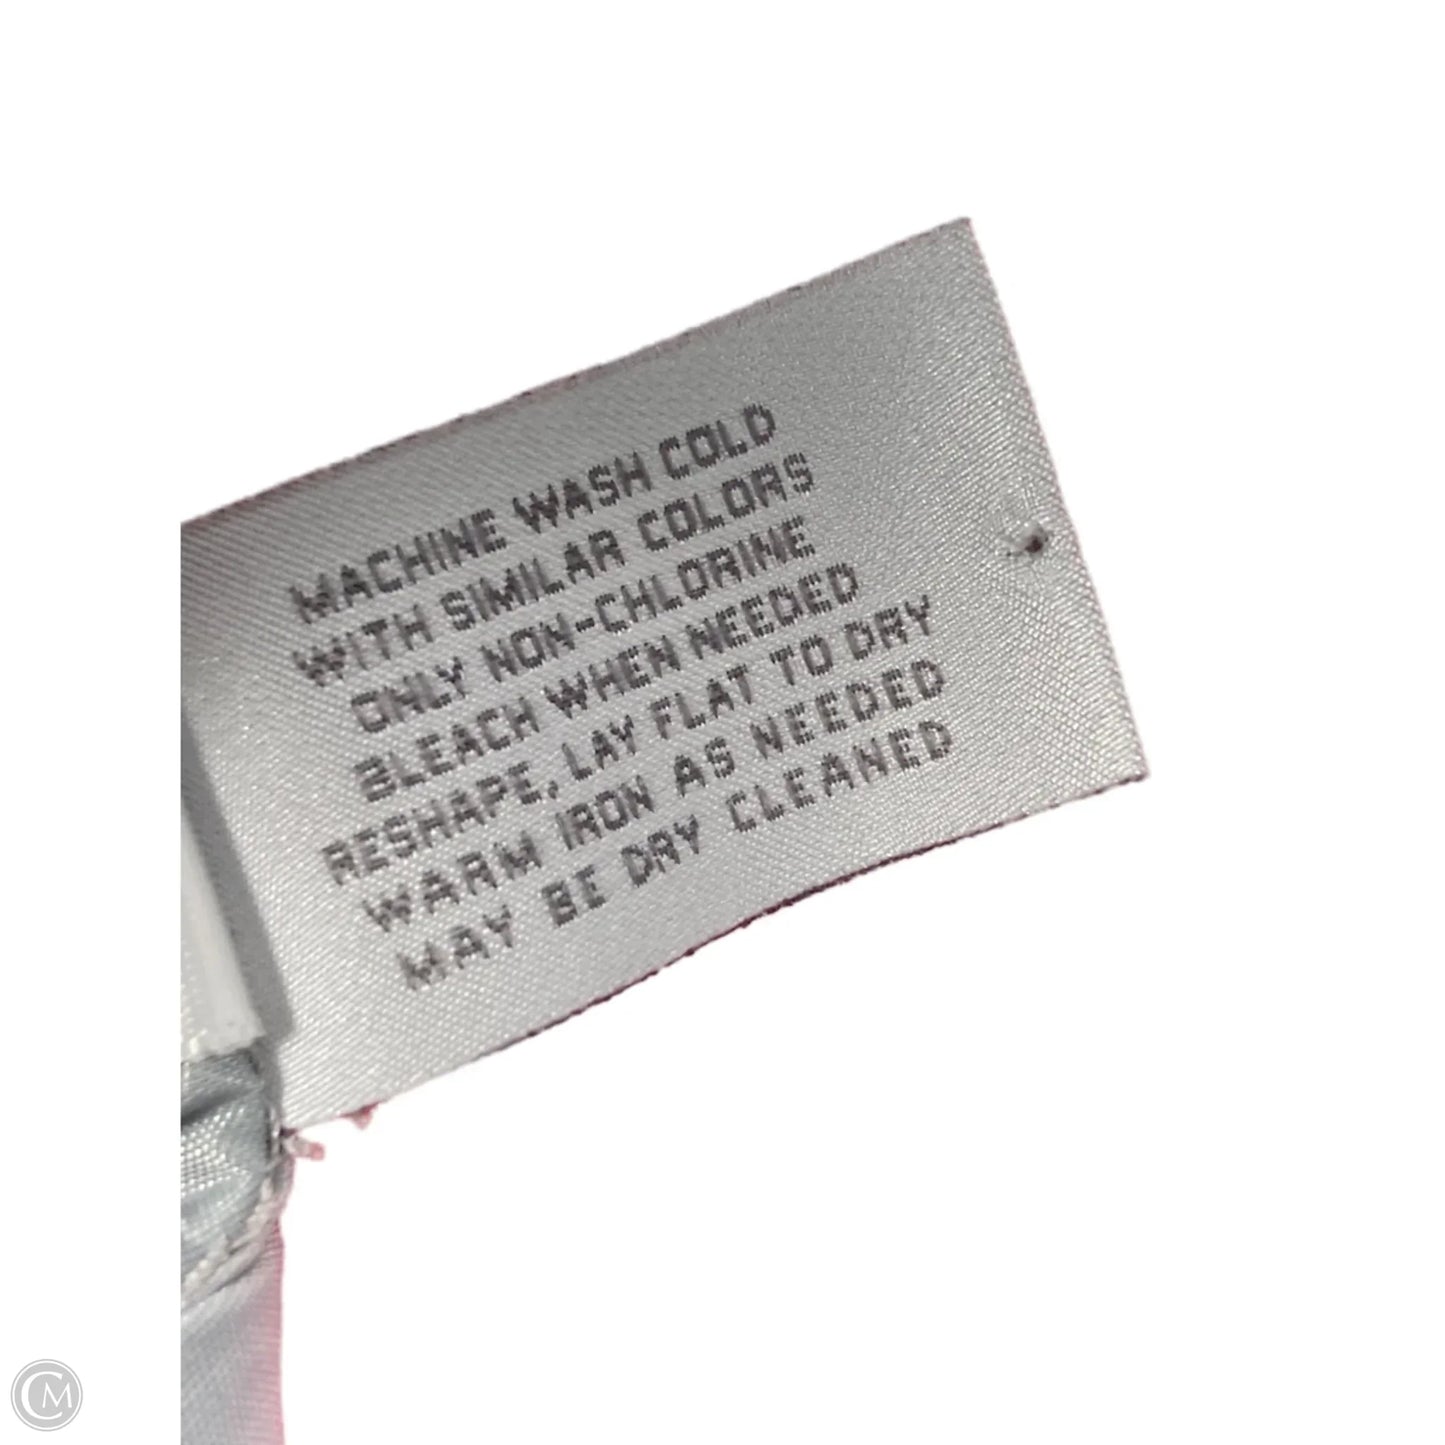 MACHINE WASH COLD
WITH SIMILAR COLORS
ONLY NON-CHLORINE
BLEACH WHEN NEEDED
RESHAPE, LAY FLAT TO DRY
WARM IRON AS NEEDED
MAY BE DRY CLEANED
CM